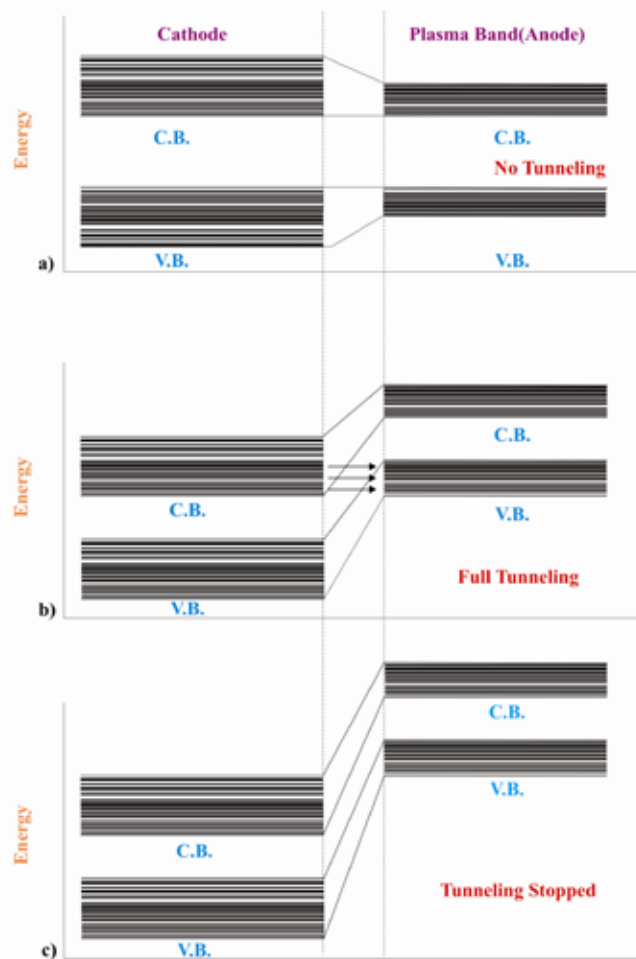 Cathode
Plasma Band(Anode)
Energy
C.B.
C.B.
No Tunneling
V.B.
V.B.
a)
Energy
C.B.
C.B.
V.B.
Full Tunneling
V.B.
b)
Energy
C.B.
C.B.
V.B.
Tunneling Stopped
V.B.
c)